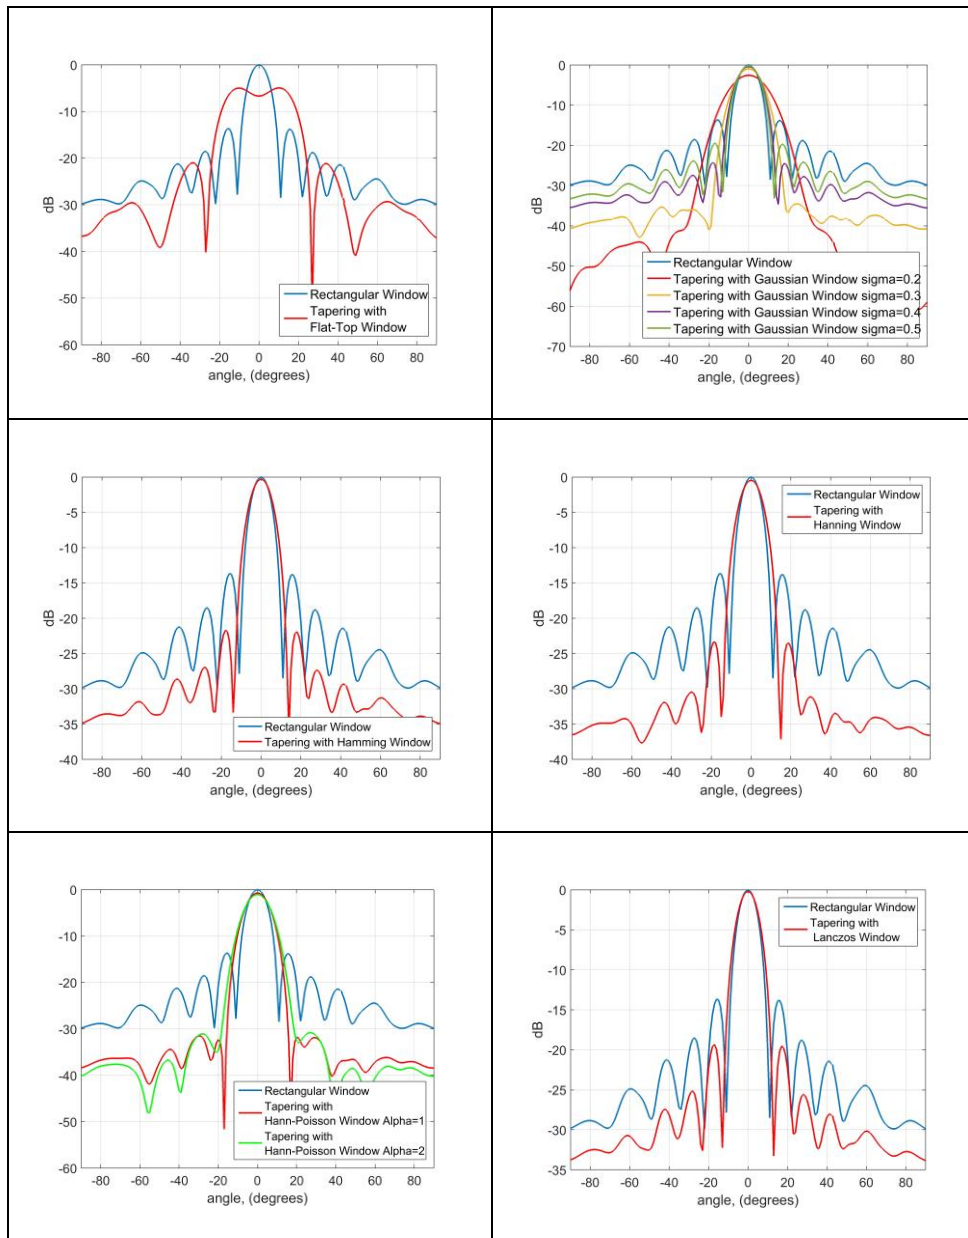 0
-10
-20
-30
-40
-50
-60
dB
Rectangular Window
Tapering with
Flat-Top Window
-80 -60 -40 -20 0 20 40 60 80
angle, (degrees)
0
-10
-20
-30
-40
-50
-60
-70
dB
Rectangular Window
Tapering with Gaussian Window sigma=0.2
Tapering with Gaussian Window sigma=0.3
Tapering with Gaussian Window sigma=0.4
Tapering with Gaussian Window sigma=0.5
-80 -60 -40 -20 0 20 40 60 80
angle, (degrees)
0
-5
-10
-15
-20
-25
-30
-35
-40
dB
Rectangular Window
Tapering with Hamming Window
-80 -60 -40 -20 0 20 40 60 80
angle, (degrees)
0
-5
-10
-15
-20
-25
-30
-35
-40
dB
Rectangular Window
Tapering with
Hanning Window
-80 -60 -40 -20 0 20 40 60 80
angle, (degrees)
0
-10
-20
-30
-40
-50
-60
dB
Rectangular Window
Tapering with
Hann-Poisson Window Alpha=1
Tapering with
Hann-Poisson Window Alpha=2
-80 -60 -40 -20 0 20 40 60 80
angle, (degrees)
0
-5
-10
-15
-20
-25
-30
-35
dB
Rectangular Window
Tapering with
Lanczos Window
-80 -60 -40 -20 0 20 40 60 80
angle, (degrees)